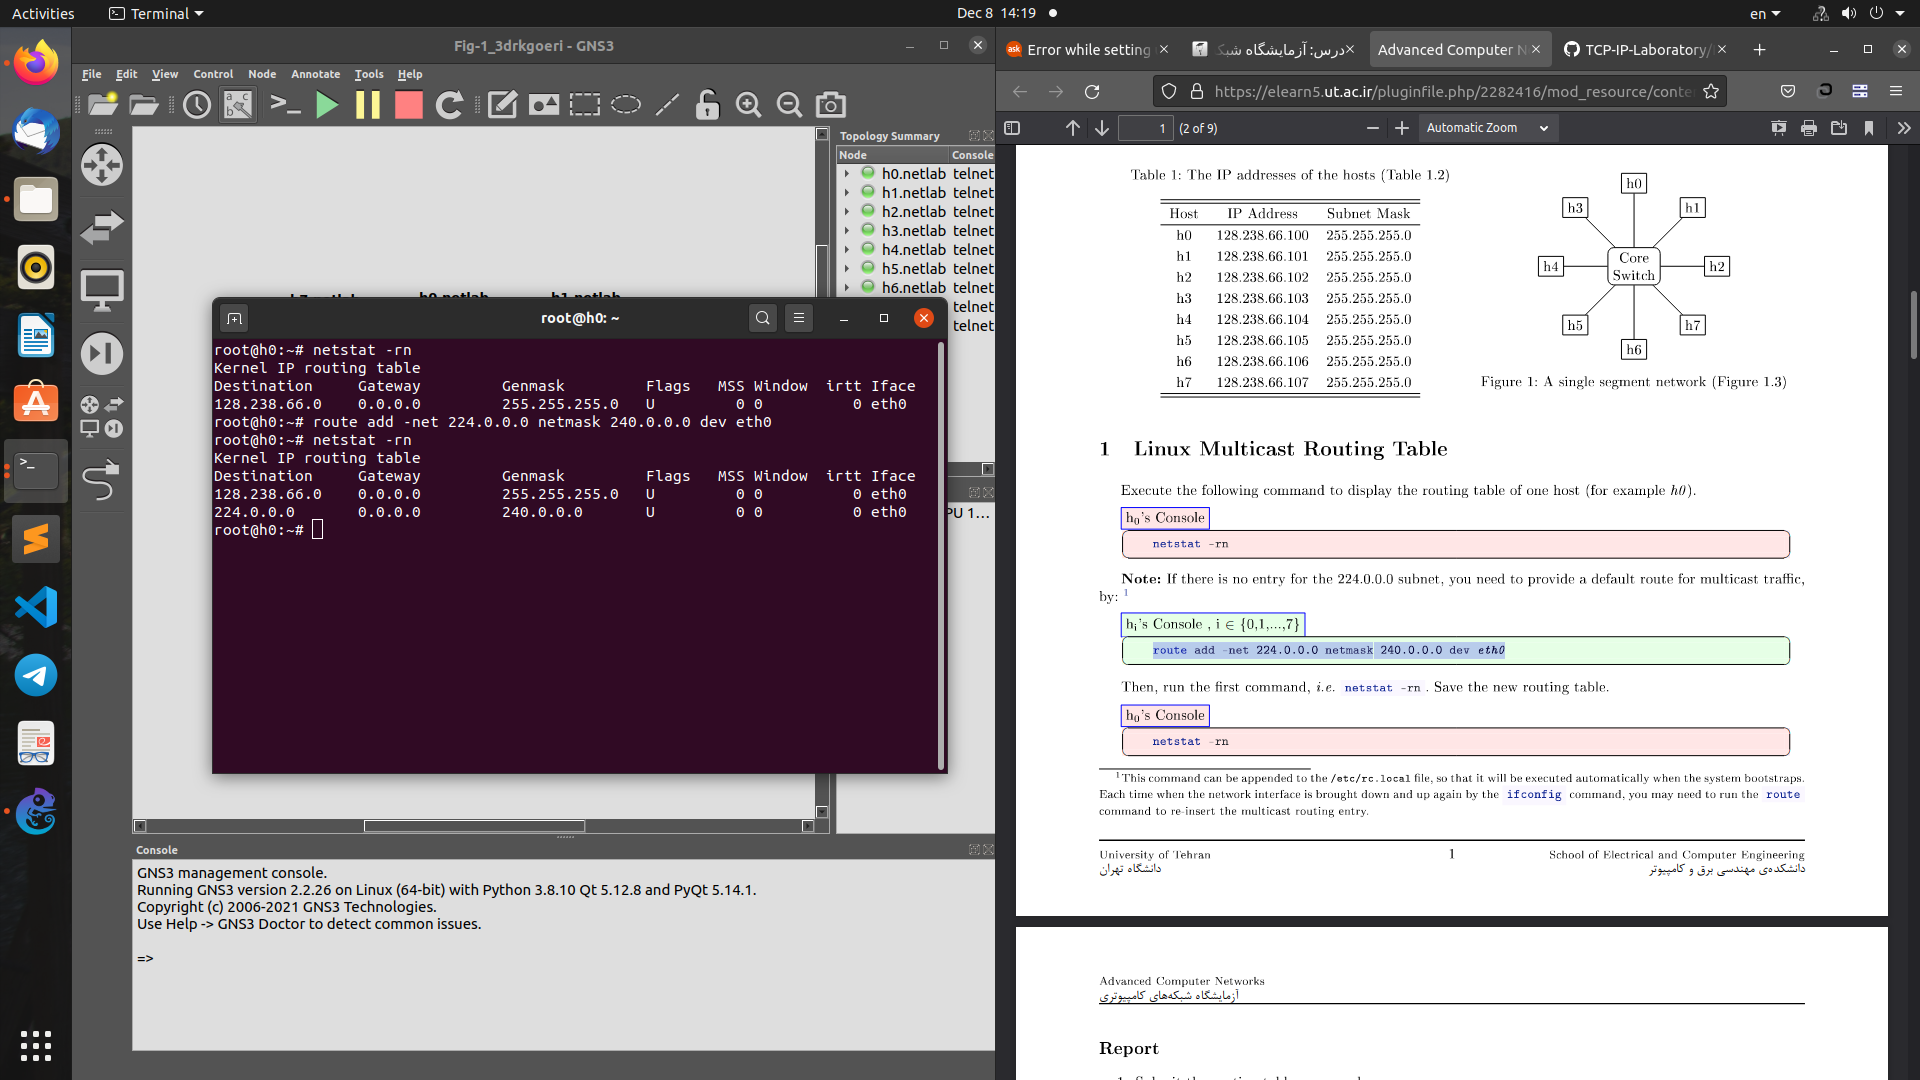 Activities
Terminal
Dec 8 14:19
en
Fig-1_3drkgoeri - GNS3
File Edit View Control Node Annotate Tools Help
Topology Summary
Node Console
h0.netlab telnet
h1.netlab telnet
h2.netlab telnet
h3.netlab telnet
h4.netlab telnet
h5.netlab telnet
h6.netlab telnet
telnet
telnet
h0.netlab h1.netlab
PU 1...
root@h0: ~
root@h0:~# netstat -rn
Kernel IP routing table
Destination Gateway Genmask Flags MSS Window irtt Iface
128.238.66.0 0.0.0.0 255.255.255.0 U 0 0 0 eth0
root@h0:~# route add -net 224.0.0.0 netmask 240.0.0.0 dev eth0
root@h0:~# netstat -rn
Kernel IP routing table
Destination Gateway Genmask Flags MSS Window irtt Iface
128.238.66.0 0.0.0.0 255.255.255.0 U 0 0 0 eth0
224.0.0.0 0.0.0.0 240.0.0.0 U 0 0 0 eth0
root@h0:~#
Console
GNS3 management console.
Running GNS3 version 2.2.26 on Linux (64-bit) with Python 3.8.10 Qt 5.12.8 and PyQt 5.14.1.
Copyright (c) 2006-2021 GNS3 Technologies.
Use Help -> GNS3 Doctor to detect common issues.
=>
Error while setting
درس: آزمایشگاه شبک
Advanced Computer N
TCP-IP-Laboratory/
https://elearn5.ut.ac.ir/pluginfile.php/2282416/mod_resource/conte
1 (2 of 9)
Automatic Zoom
Table 1: The IP addresses of the hosts (Table 1.2)
Host IP Address Subnet Mask
h0 128.238.66.100 255.255.255.0
h1 128.238.66.101 255.255.255.0
h2 128.238.66.102 255.255.255.0
h3 128.238.66.103 255.255.255.0
h4 128.238.66.104 255.255.255.0
h5 128.238.66.105 255.255.255.0
h6 128.238.66.106 255.255.255.0
h7 128.238.66.107 255.255.255.0
h0
h3 h1
h4 Core Switch h2
h5 h7
h6
Figure 1: A single segment network (Figure 1.3)
1 Linux Multicast Routing Table
Execute the following command to display the routing table of one host (for example h0).
h0's Console
netstat -rn
Note: If there is no entry for the 224.0.0.0 subnet, you need to provide a default route for multicast traffic,
by: 1
hi's Console , i ∈ {0,1,...,7}
route add -net 224.0.0.0 netmask 240.0.0.0 dev eth0
Then, run the first command, i.e. netstat -rn . Save the new routing table.
h0's Console
netstat -rn
1This command can be appended to the /etc/rc.local file, so that it will be executed automatically when the system bootstraps.
Each time when the network interface is brought down and up again by the ifconfig command, you may need to run the route
command to re-insert the multicast routing entry.
University of Tehran 1 School of Electrical and Computer Engineering
دانشگاه تهران دانشکده‌ی مهندسی برق و کامپیوتر
Advanced Computer Networks
آزمایشگاه شبکه‌های کامپیوتری
Report